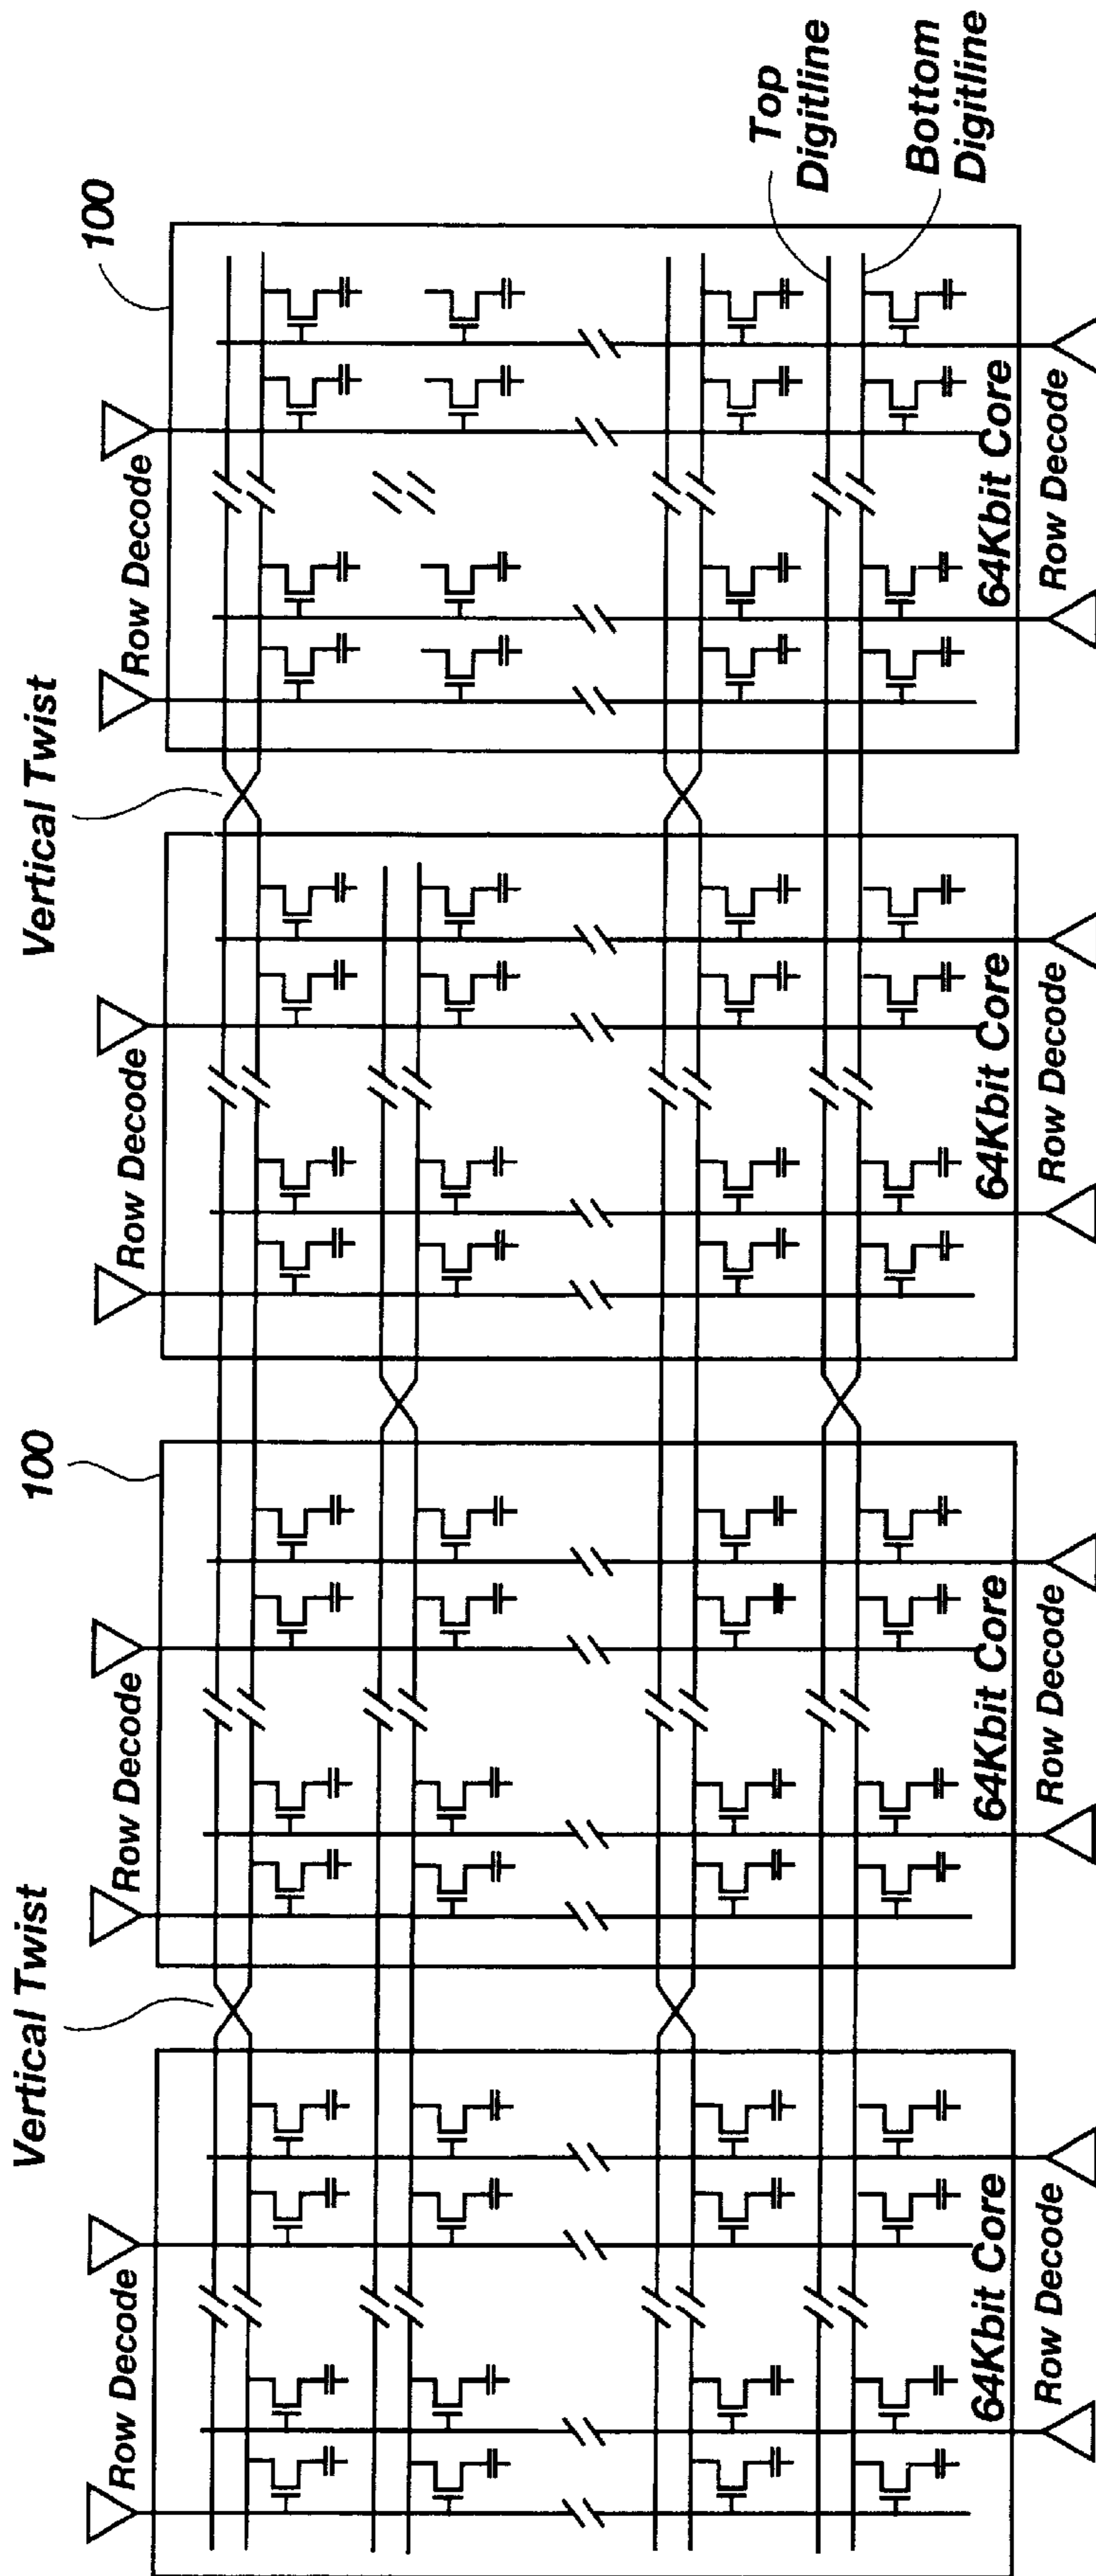 Vertical Twist
Vertical Twist
100
100
Row Decode
Row Decode
Row Decode
Row Decode
Top
Digitline
Bottom
Digitline
64Kbit Core
64Kbit Core
64Kbit Core
64Kbit Core
Row Decode
Row Decode
Row Decode
Row Decode